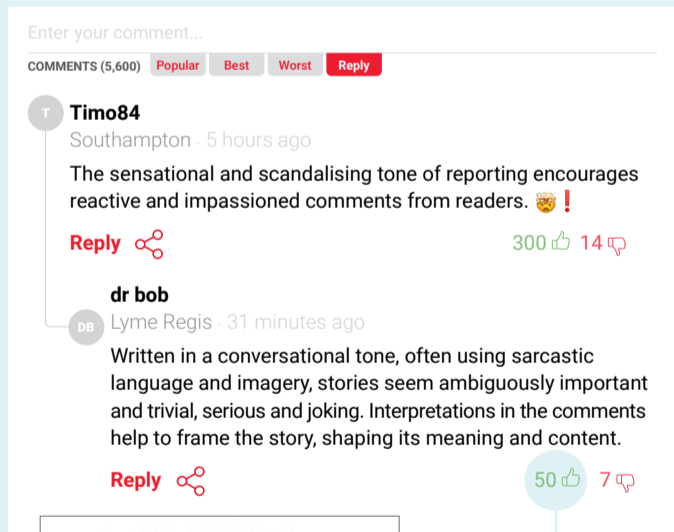 Enter your comment...
COMMENTS (5,600) Popular Best Worst Reply
T Timo84
Southampton · 5 hours ago
The sensational and scandalising tone of reporting encourages
reactive and impassioned comments from readers. 🤯❗
Reply 300 14
dr bob
DB Lyme Regis · 31 minutes ago
Written in a conversational tone, often using sarcastic
language and imagery, stories seem ambiguously important
and trivial, serious and joking. Interpretations in the comments
help to frame the story, shaping its meaning and content.
Reply 50 7